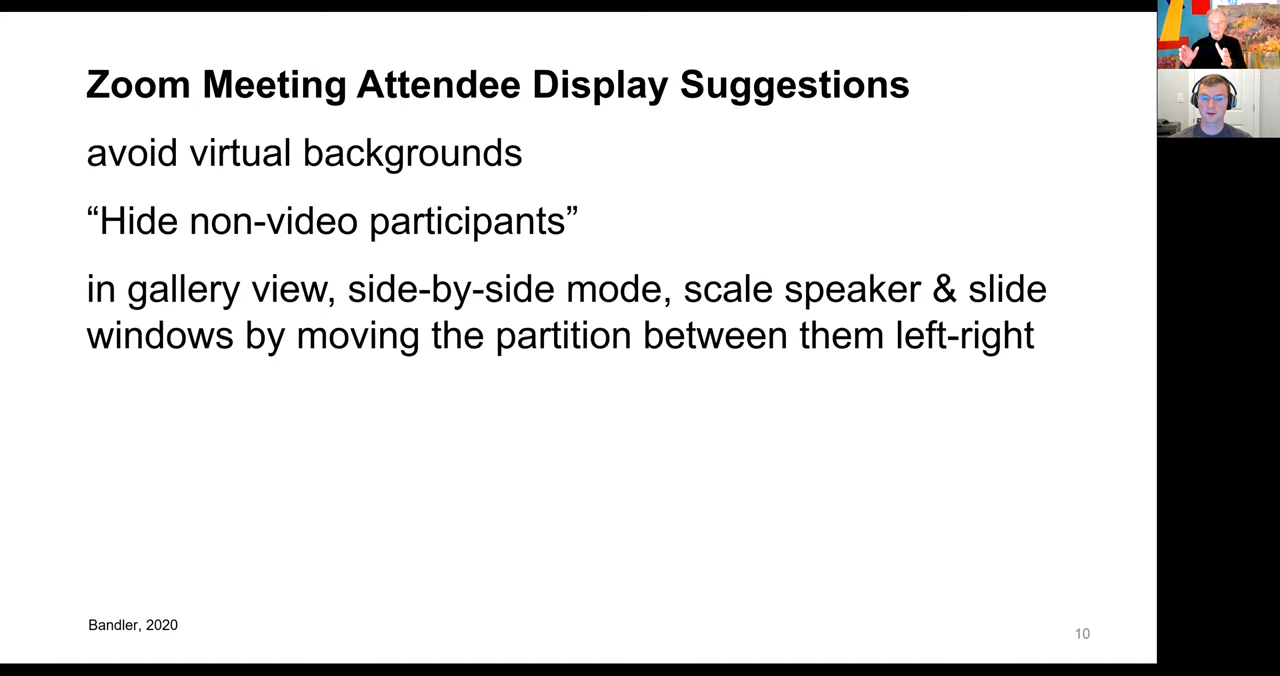 Zoom Meeting Attendee Display Suggestions
avoid virtual backgrounds
“Hide non-video participants”
in gallery view, side-by-side mode, scale speaker & slide
windows by moving the partition between them left-right
Bandler, 2020
10